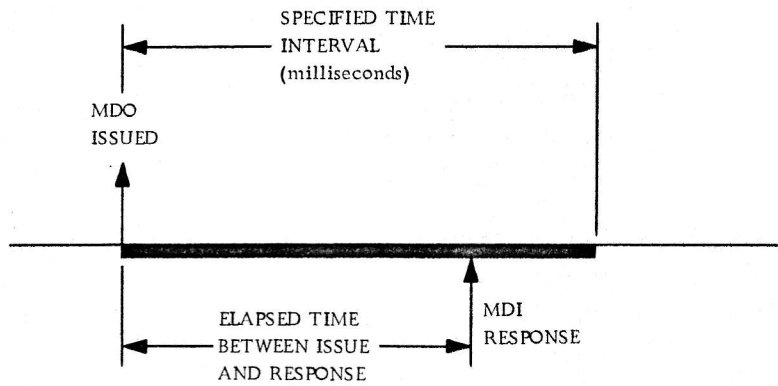 SPECIFIED TIME
INTERVAL
(milliseconds)
MDO
ISSUED
ELAPSED TIME
BETWEEN ISSUE
AND RESPONSE
MDI
RESPONSE